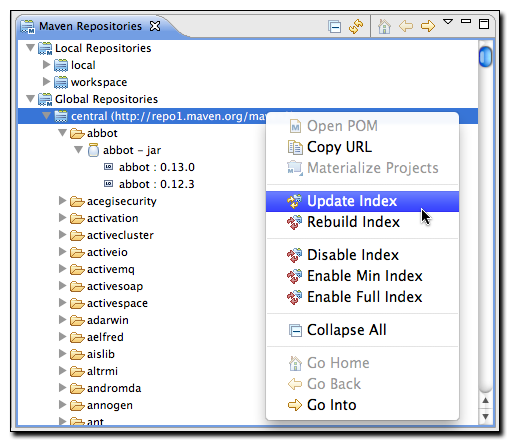 Maven Repositories
Local Repositories
local
workspace
Global Repositories
central (http://repo1.maven.org/
abbot
abbot - jar
abbot : 0.13.0
abbot : 0.12.3
acegisecurity
activation
activecluster
activeio
activemq
activesoap
activespace
adarwin
aelfred
aislib
altrmi
andromda
annogen
ant
Open POM
Copy URL
Materialize Projects
Update Index
Rebuild Index
Disable Index
Enable Min Index
Enable Full Index
Collapse All
Go Home
Go Back
Go Into